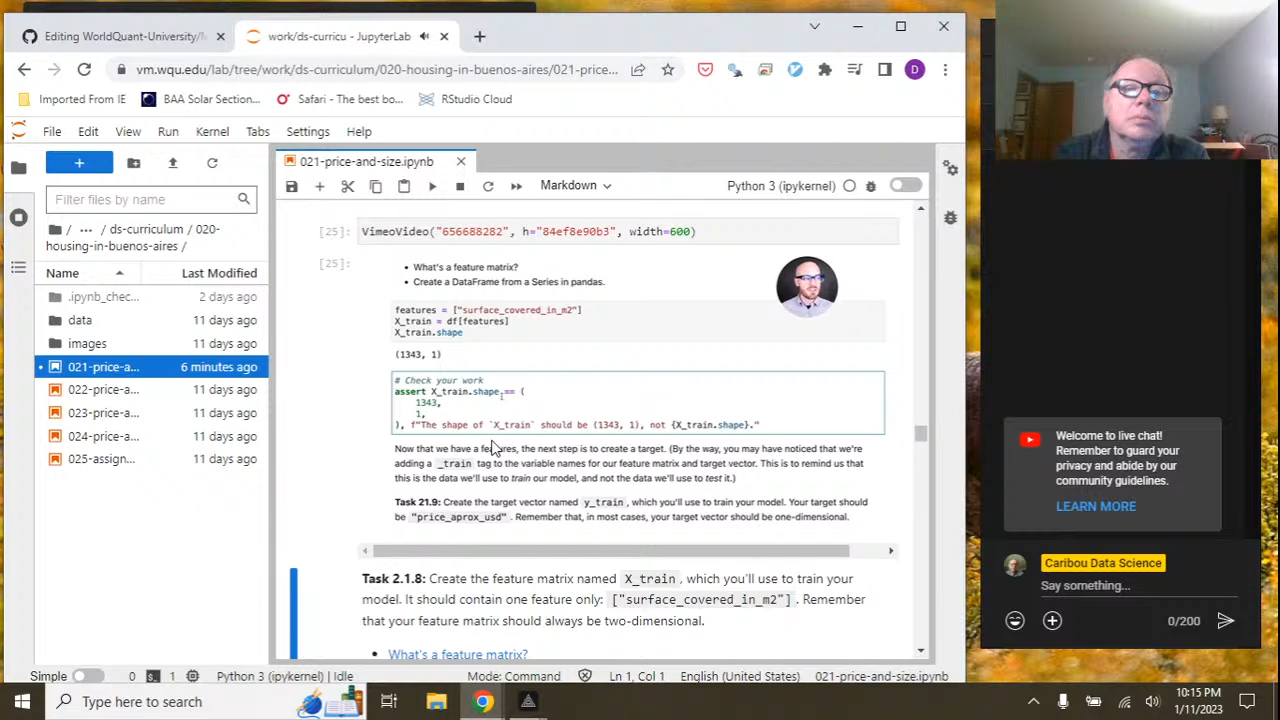 Editing WorldQuant-University/
work/ds-curricu - JupyterLab
vm.wqu.edu/lab/tree/work/ds-curriculum/020-housing-in-buenos-aires/021-price...
D
Imported From IE
BAA Solar Section...
Safari - The best bo...
RStudio Cloud
File Edit View Run Kernel Tabs Settings Help
021-price-and-size.ipynb
Markdown
Python 3 (ipykernel)
Filter files by name
/ ... / ds-curriculum / 020-
housing-in-buenos-aires /
Name Last Modified
.ipynb_chec... 2 days ago
data 11 days ago
images 11 days ago
021-price-a... 6 minutes ago
022-price-a... 11 days ago
023-price-a... 11 days ago
024-price-a... 11 days ago
025-assign... 11 days ago
[25]: VimeoVideo("656688282", h="84ef8e90b3", width=600)
[25]:
• What's a feature matrix?
• Create a DataFrame from a Series in pandas.
features = ["surface_covered_in_m2"]
X_train = df[features]
X_train.shape
(1343, 1)
# Check your work
assert X_train.shape == (
1343,
1,
), f"The shape of `X_train` should be (1343, 1), not {X_train.shape}."
Now that we have a features, the next step is to create a target. (By the way, you may have noticed that we're
adding a _train tag to the variable names for our feature matrix and target vector. This is to remind us that
this is the data we'll use to train our model, and not the data we'll use to test it.)
Task 21.9: Create the target vector named y_train, which you'll use to train your model. Your target should
be "price_aprox_usd". Remember that, in most cases, your target vector should be one-dimensional.
Task 2.1.8: Create the feature matrix named X_train, which you'll use to train your
model. It should contain one feature only: ["surface_covered_in_m2"]. Remember
that your feature matrix should always be two-dimensional.
• What's a feature matrix?
Simple 0 1 Python 3 (ipykernel) | Idle Mode: Command Ln 1, Col 1 English (United States) 021-price-and-size.ipynb
Welcome to live chat!
Remember to guard your
privacy and abide by our
community guidelines.
LEARN MORE
Caribou Data Science
Say something...
0/200
Type here to search
10:15 PM
1/11/2023